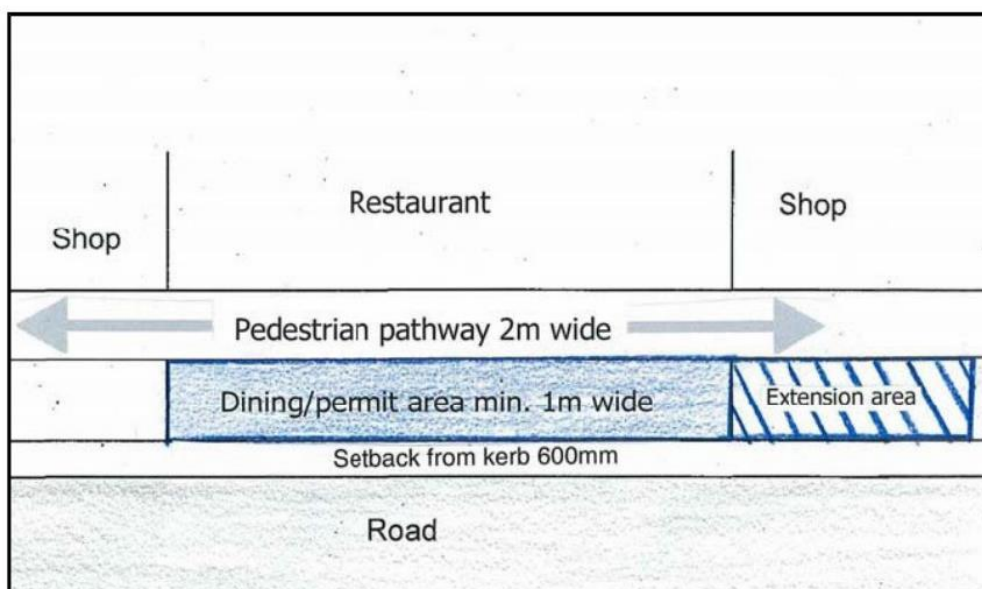 Restaurant
Shop
Shop
Pedestrian pathway 2m wide
Dining/permit area min. 1m wide
Extension area
Setback from kerb 600mm
Road